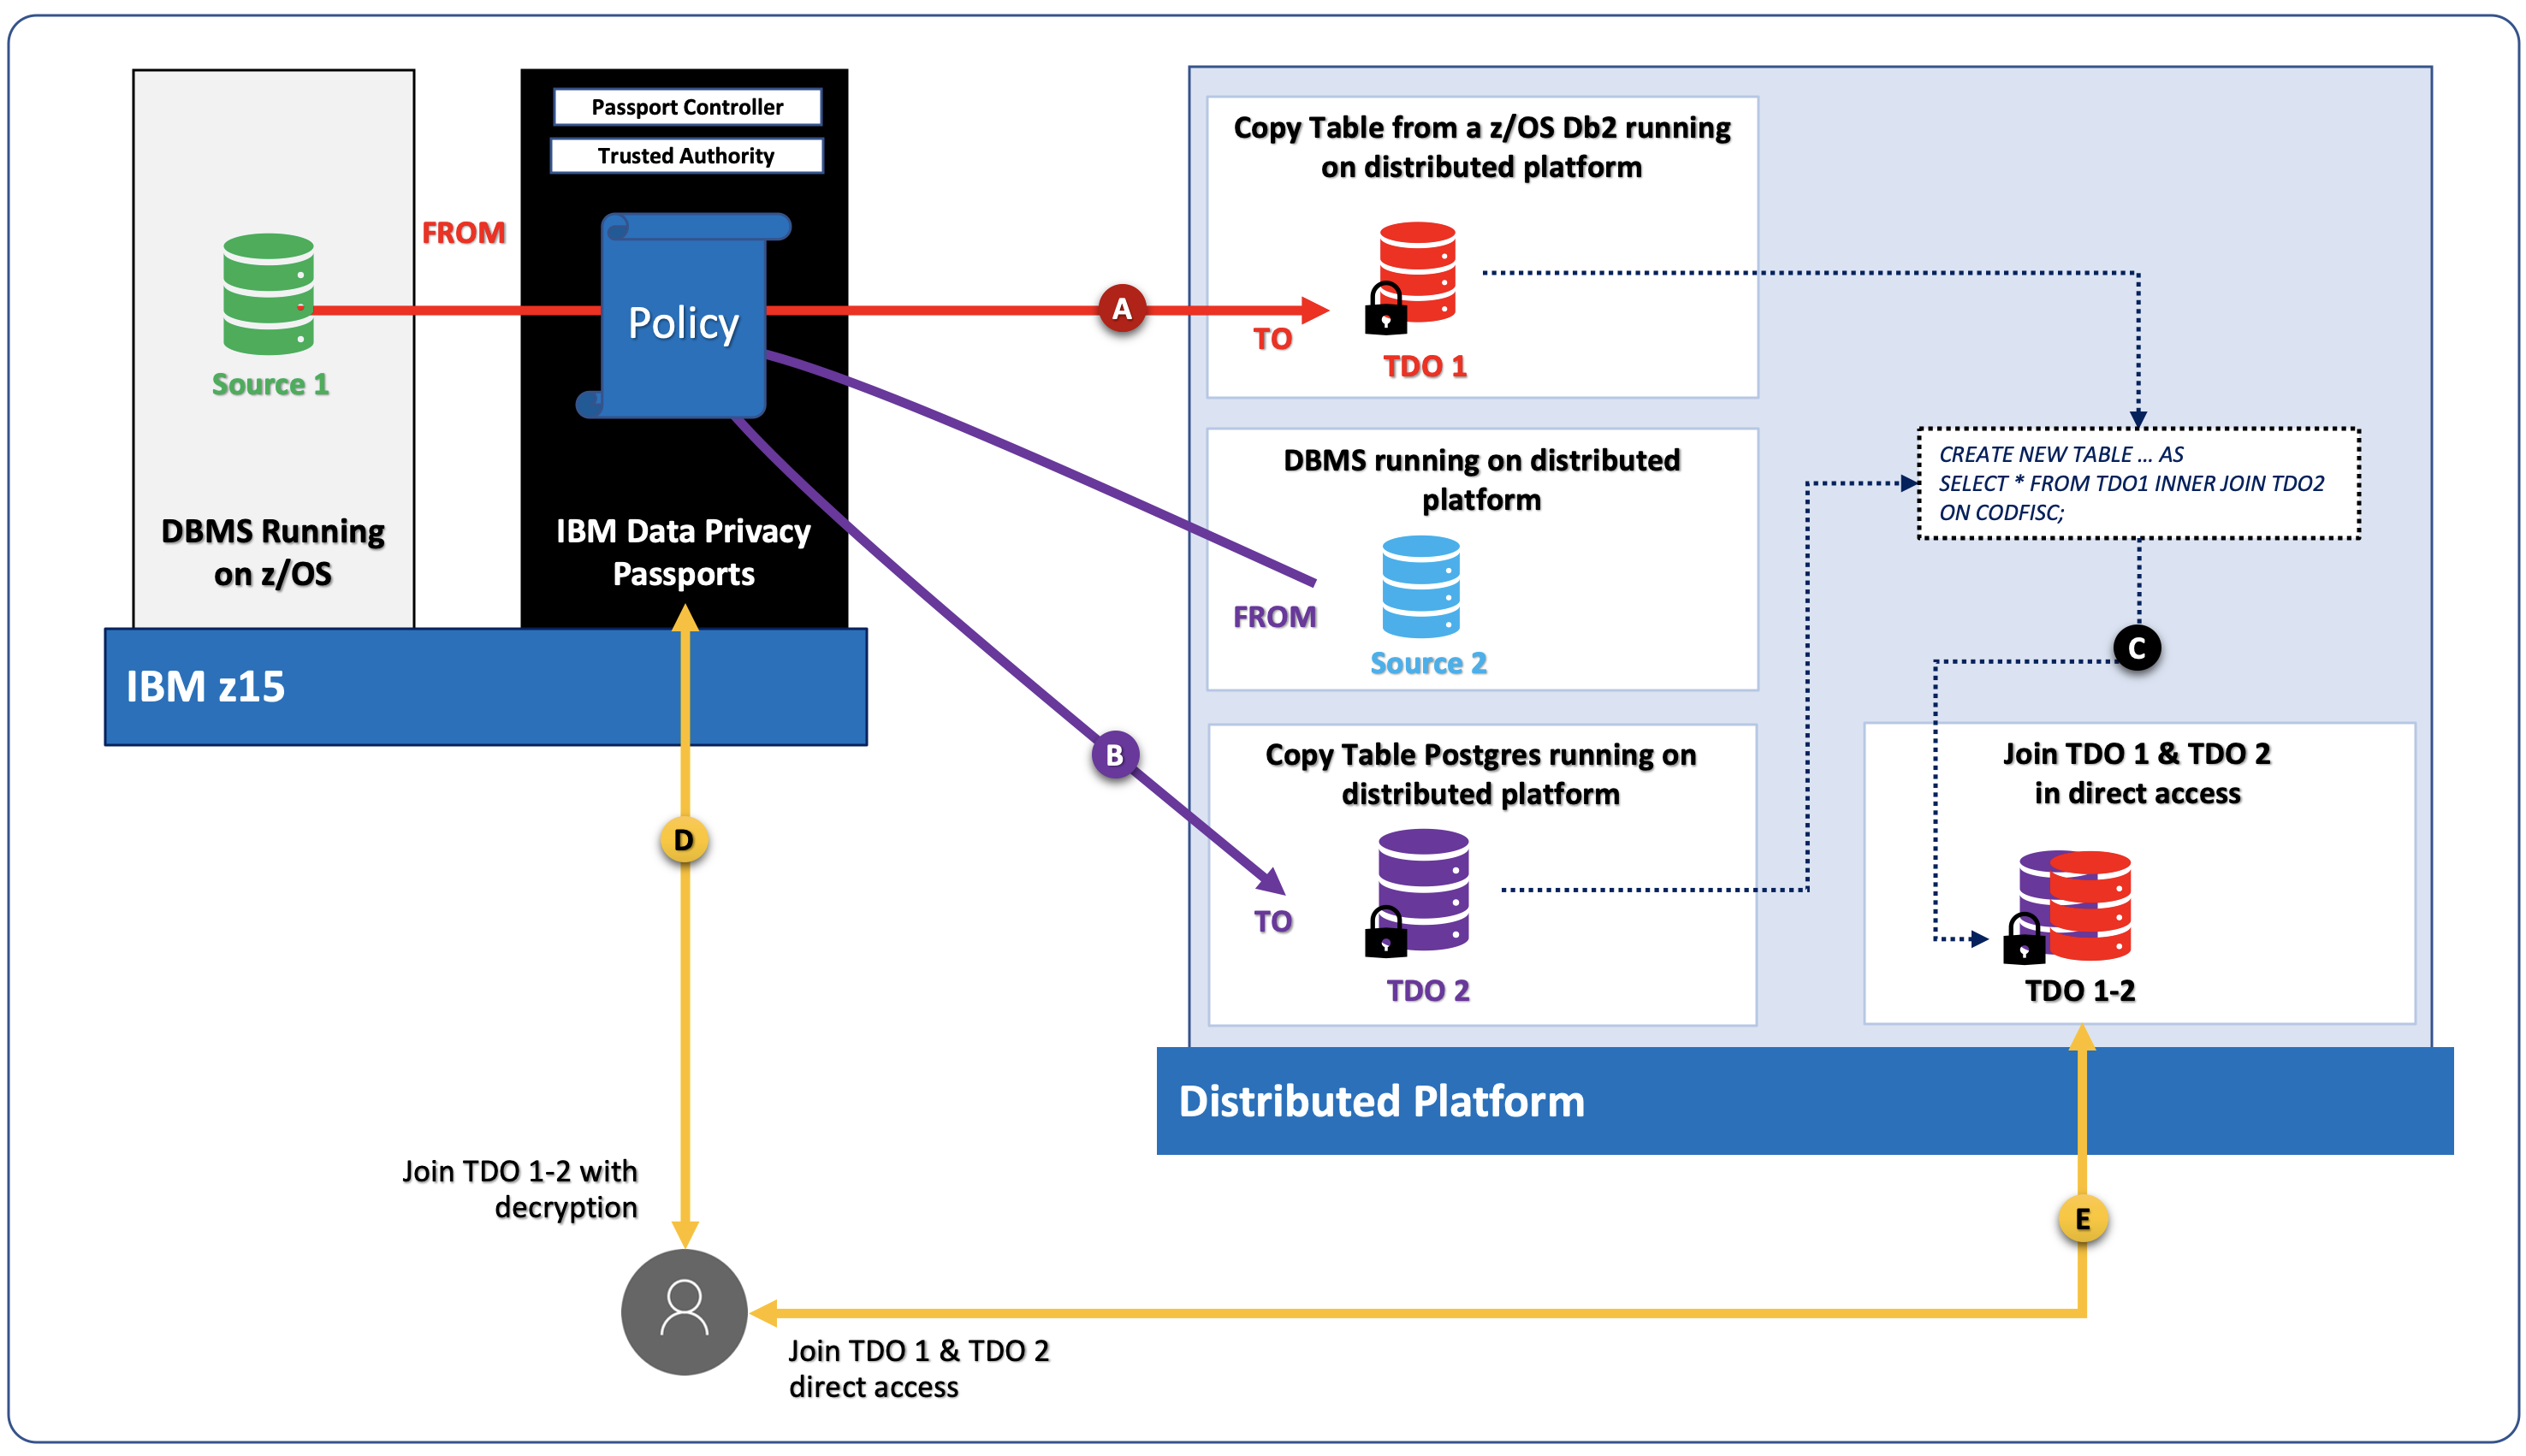 Passport Controller
Trusted Authority
FROM
Policy
Source 1
DBMS Running
on z/OS
IBM Data Privacy
Passports
IBM z15
A
B
Copy Table from a z/OS Db2 running
on distributed platform
TO
TDO 1
DBMS running on distributed
platform
FROM
Source 2
Copy Table Postgres running on
distributed platform
TO
TDO 2
CREATE NEW TABLE ... AS
SELECT * FROM TDO1 INNER JOIN TDO2
ON CODFISC;
C
Join TDO 1 & TDO 2
in direct access
TDO 1-2
Distributed Platform
D
Join TDO 1-2 with
decryption
E
Join TDO 1 & TDO 2
direct access